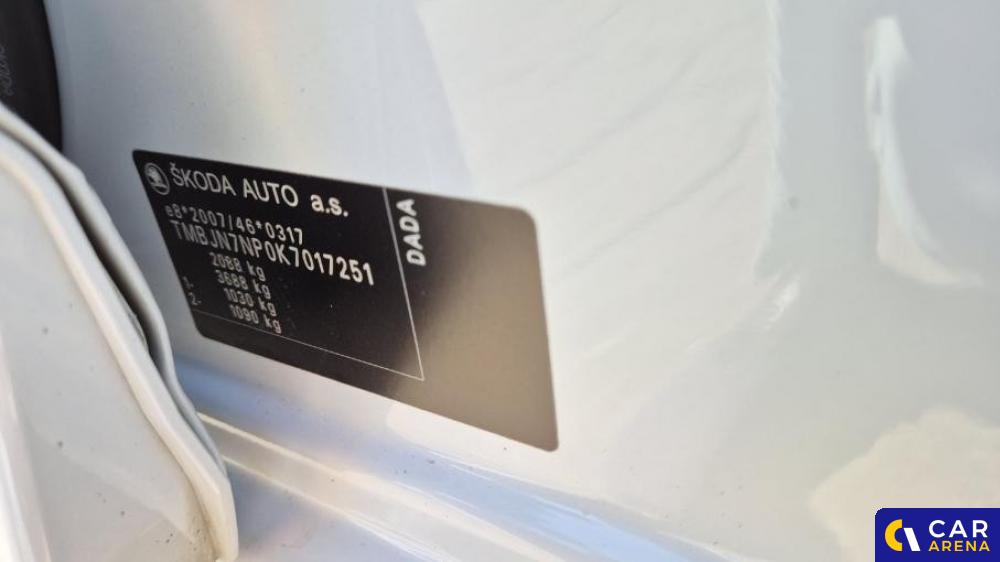 ŠKODA AUTO a.s.
e8*2007/46*0317
TMBJN7NP0K7017251
2088 kg
3688 kg
1- 1030 kg
2- 1090 kg
DADA
CAR
ARENA